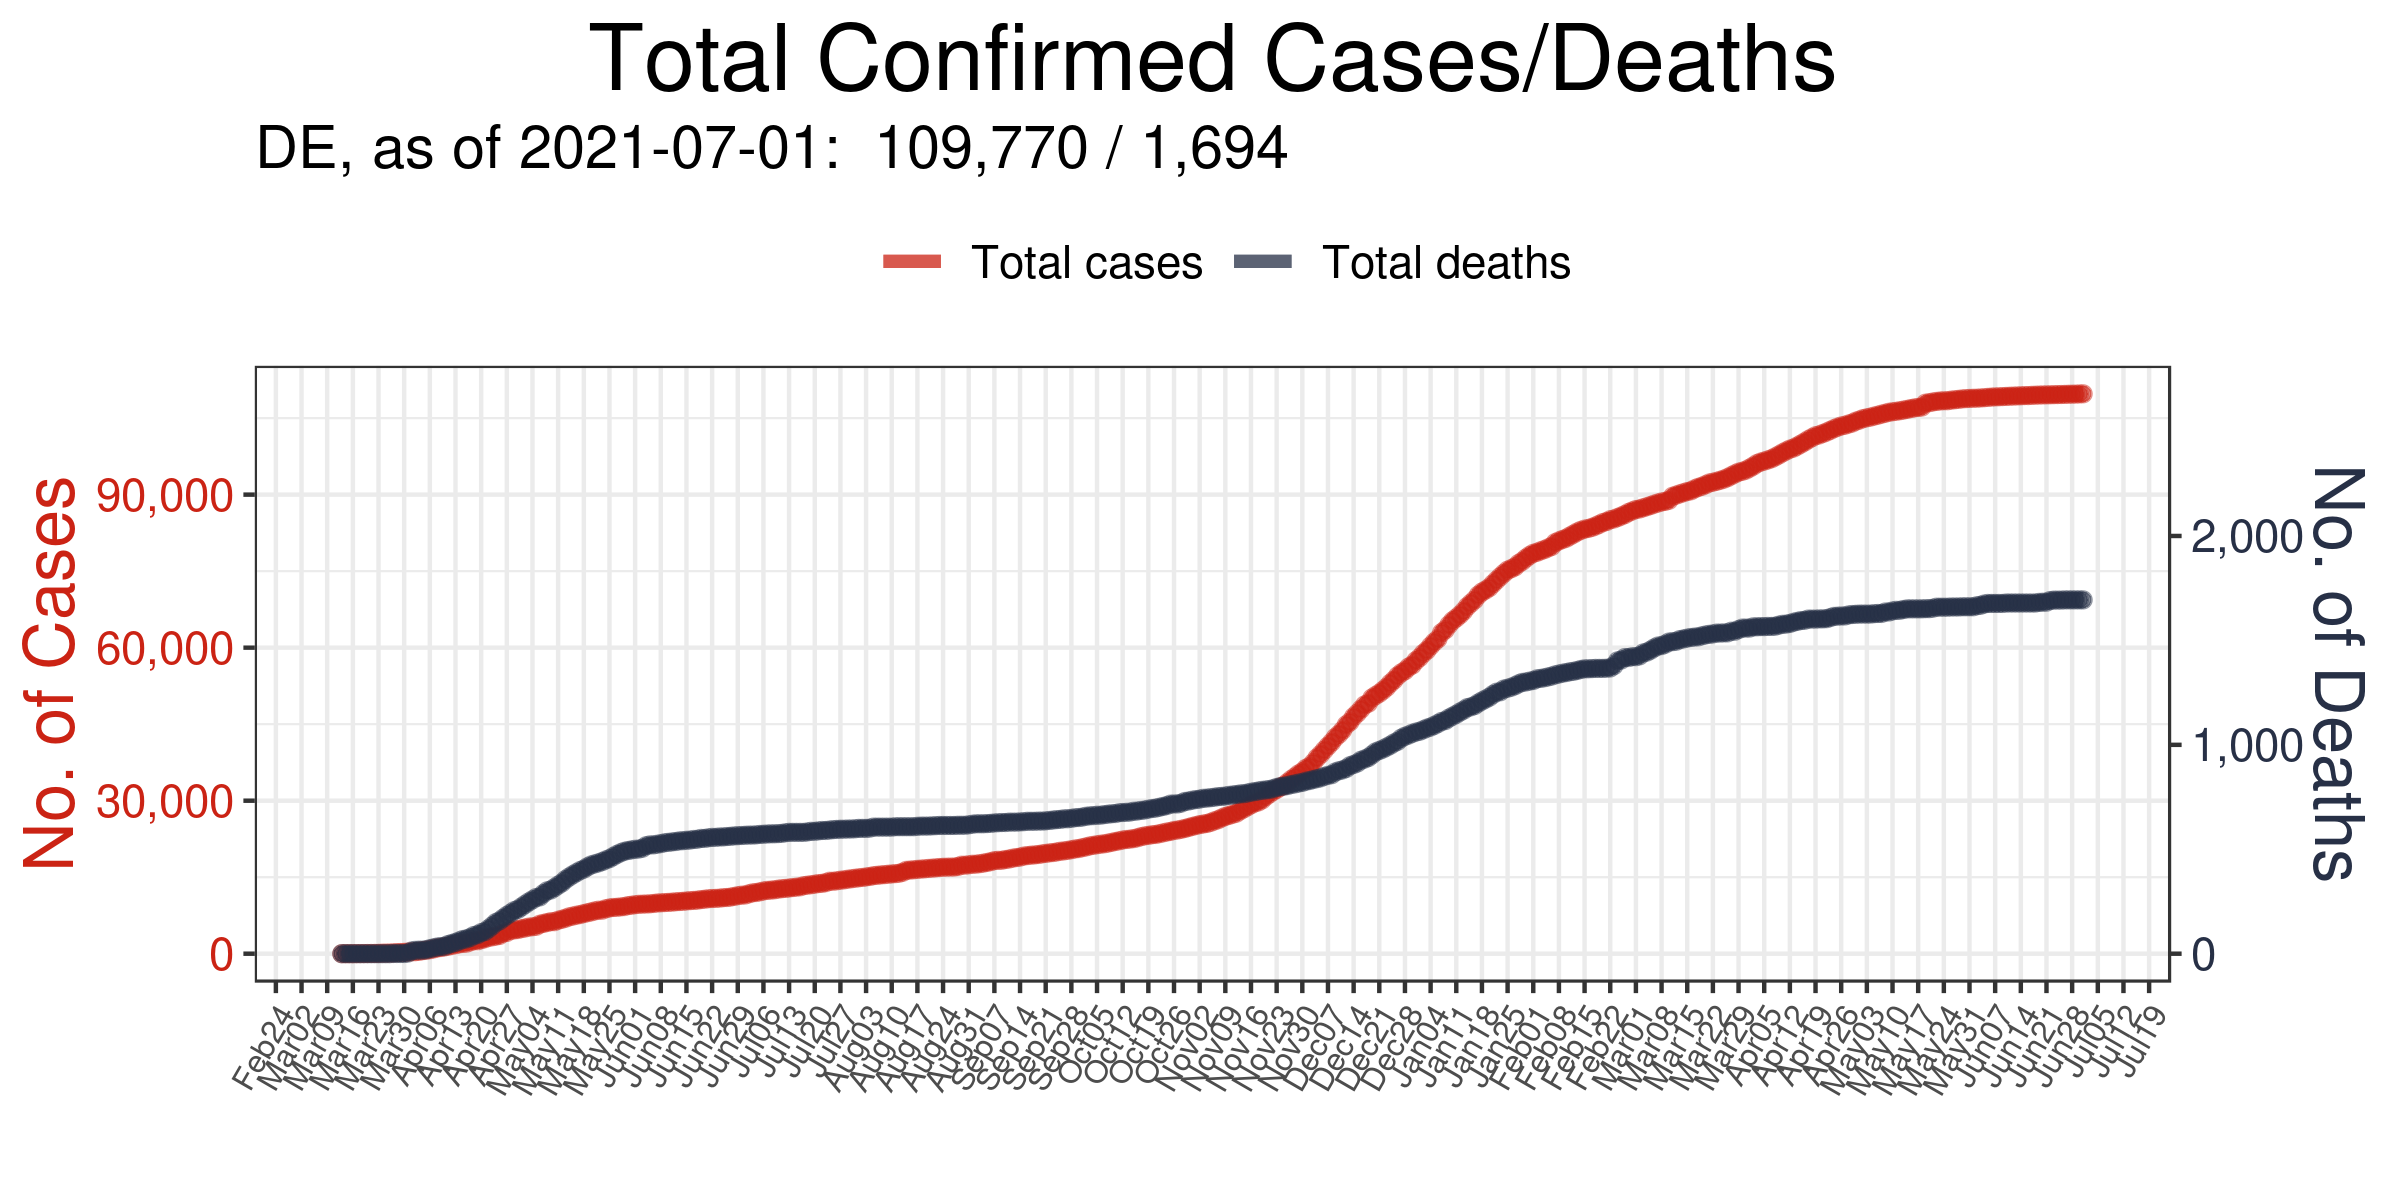 Total Confirmed Cases/Deaths
DE, as of 2021-07-01:  109,770 / 1,694
Total cases
Total deaths
No. of Cases
90,000
60,000
30,000
0
2,000
1,000
0
No. of Deaths
Feb24
Mar02
Mar09
Mar16
Mar23
Mar30
Apr06
Apr13
Apr20
Apr27
May04
May11
May18
May25
Jun01
Jun08
Jun15
Jun22
Jun29
Jul06
Jul13
Jul20
Jul27
Aug03
Aug10
Aug17
Aug24
Aug31
Sep07
Sep14
Sep21
Sep28
Oct05
Oct12
Oct19
Oct26
Nov02
Nov09
Nov16
Nov23
Nov30
Dec07
Dec14
Dec21
Dec28
Jan04
Jan11
Jan18
Jan25
Feb01
Feb08
Feb15
Feb22
Mar01
Mar08
Mar15
Mar22
Mar29
Apr05
Apr12
Apr19
Apr26
May03
May10
May17
May24
May31
Jun07
Jun14
Jun21
Jun28
Jul05
Jul12
Jul19